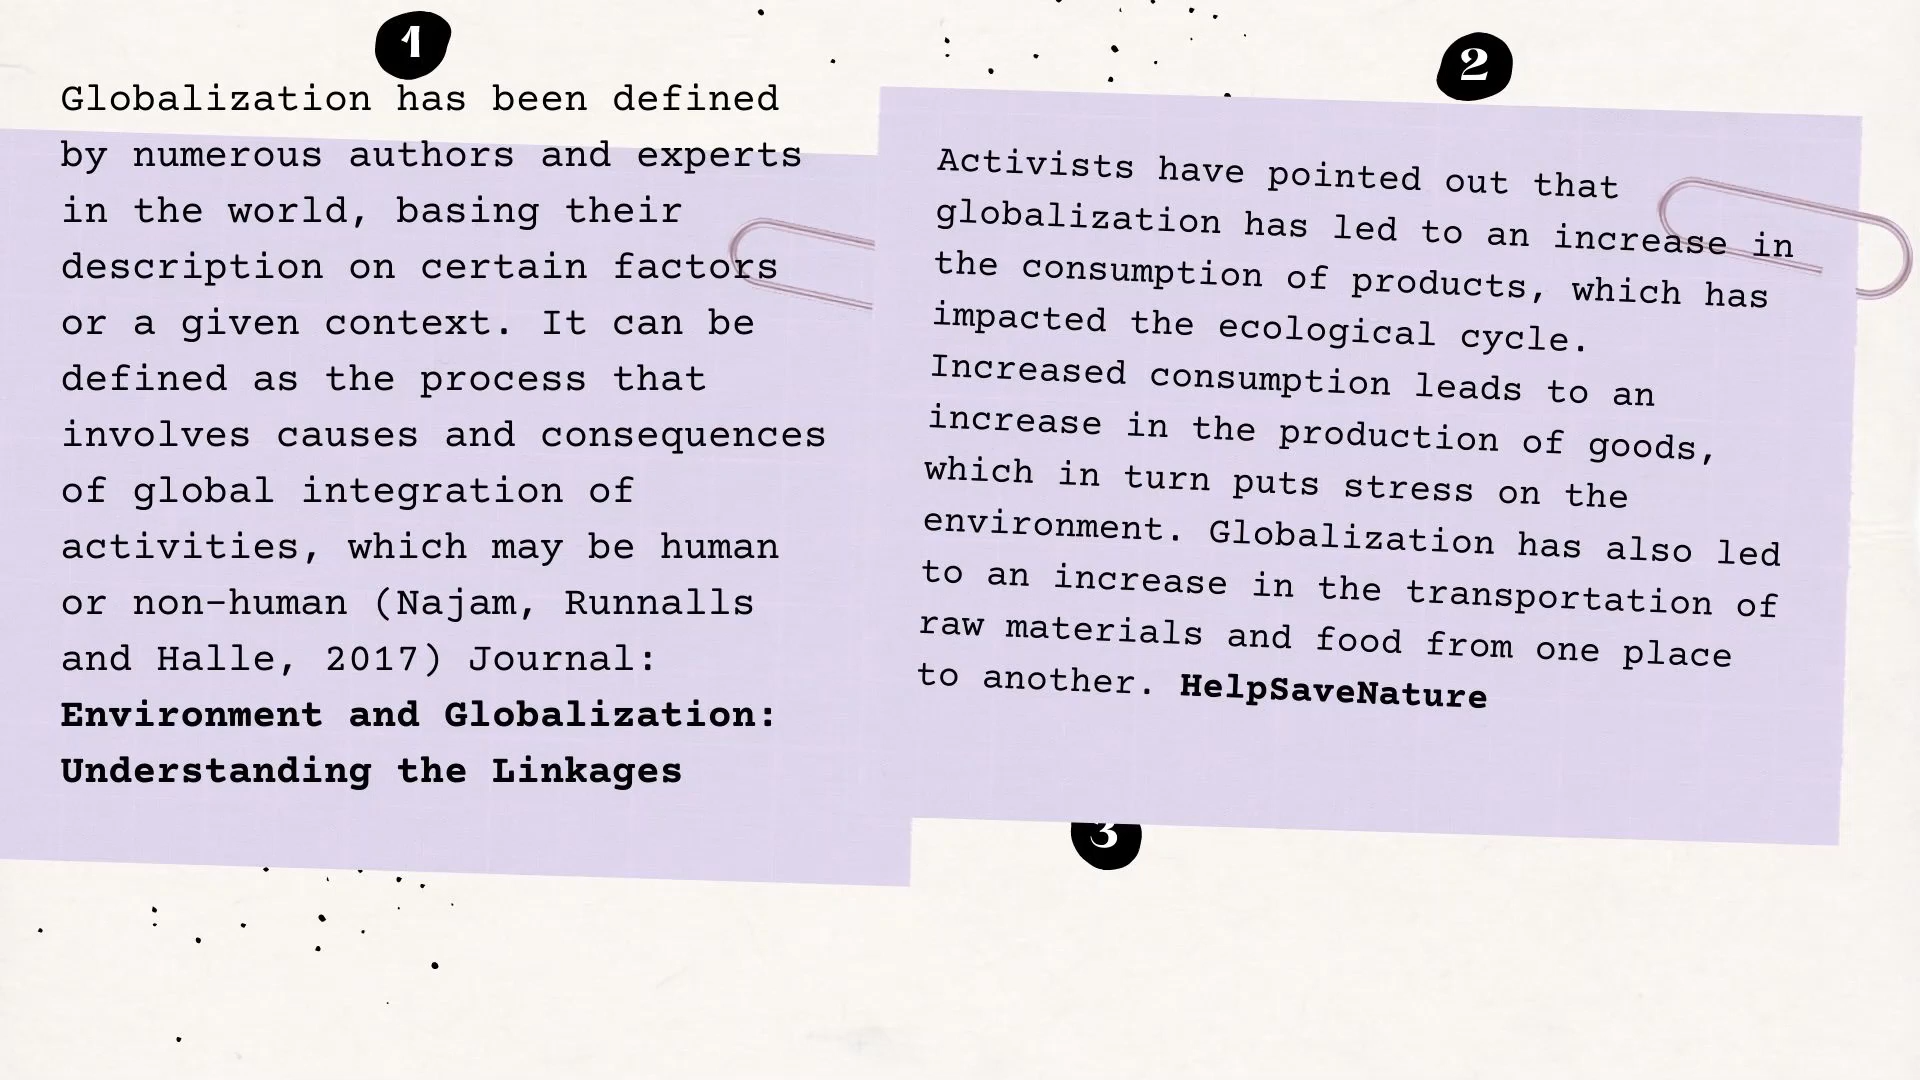 1
Globalization has been defined
by numerous authors and experts
in the world, basing their
description on certain factors
or a given context. It can be
defined as the process that
involves causes and consequences
of global integration of
activities, which may be human
or non-human (Najam, Runnalls
and Halle, 2017) Journal:
Environment and Globalization:
Understanding the Linkages
2
Activists have pointed out that
globalization has led to an increase in
the consumption of products, which has
impacted the ecological cycle.
Increased consumption leads to an
increase in the production of goods,
which in turn puts stress on the
environment. Globalization has also led
to an increase in the transportation of
raw materials and food from one place
to another. HelpSaveNature
3